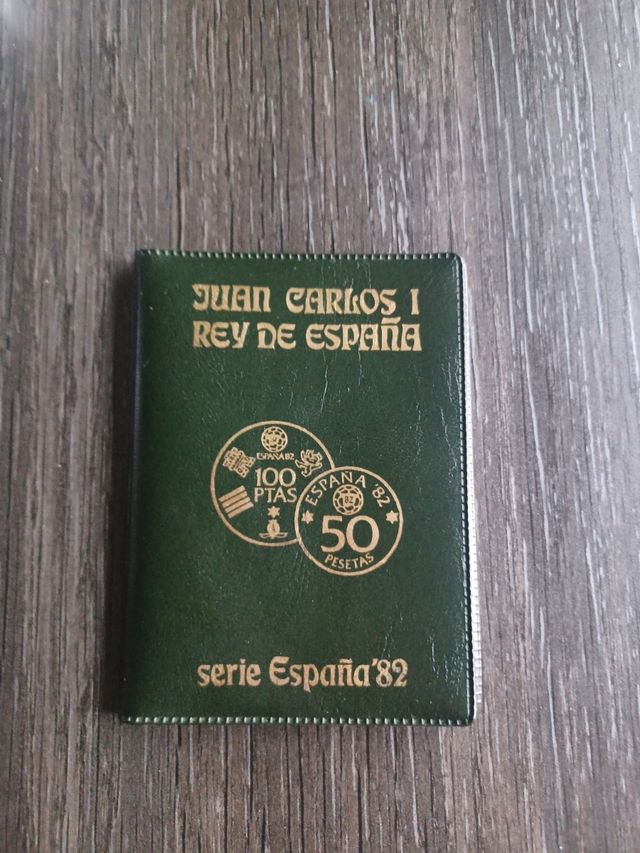 JUAN CARLOS I
REY DE ESPAÑA
ESPAÑA 82
100
PTAS
ESPAÑA '82
50
PESETAS
serie España'82